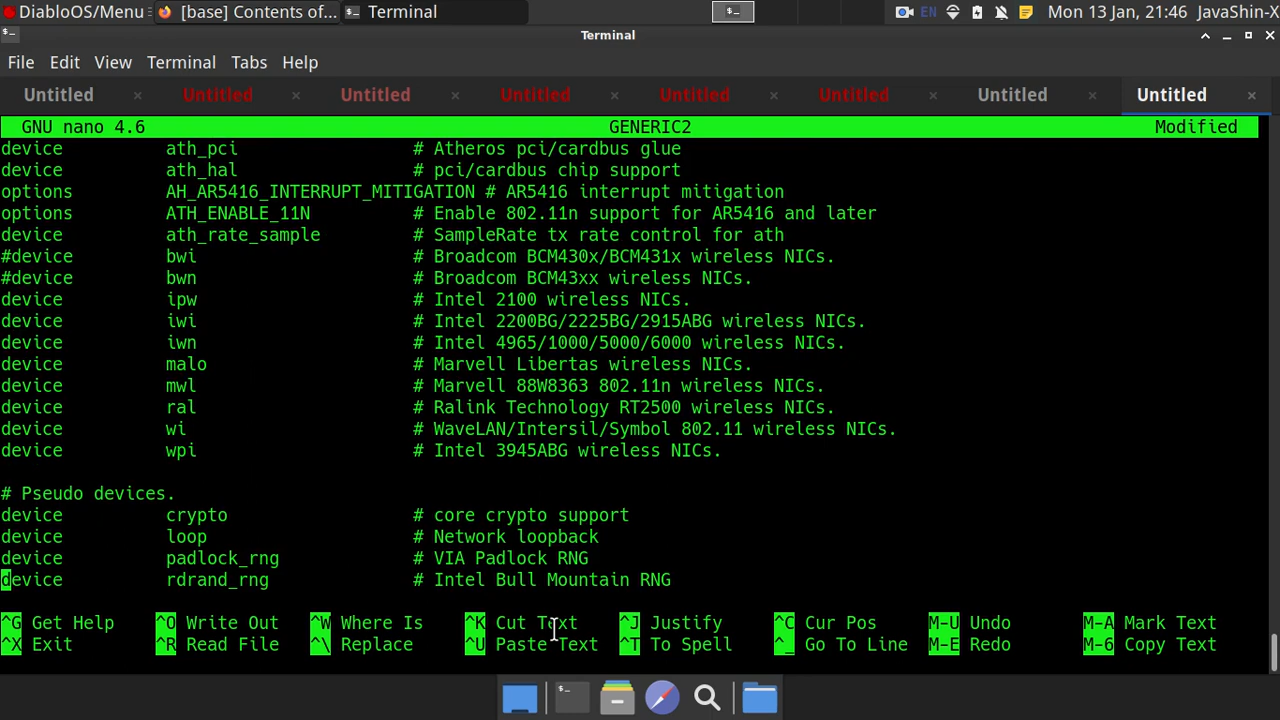 DiabloOS/Menu [base] Contents of... Terminal EN Mon 13 Jan, 21:46 JavaShin-X
Terminal
File Edit View Terminal Tabs Help
Untitled × Untitled × Untitled × Untitled × Untitled × Untitled × Untitled × Untitled ×
GNU nano 4.6 GENERIC2 Modified
device ath_pci # Atheros pci/cardbus glue
device ath_hal # pci/cardbus chip support
options AH_AR5416_INTERRUPT_MITIGATION # AR5416 interrupt mitigation
options ATH_ENABLE_11N # Enable 802.11n support for AR5416 and later
device ath_rate_sample # SampleRate tx rate control for ath
#device bwi # Broadcom BCM430x/BCM431x wireless NICs.
#device bwn # Broadcom BCM43xx wireless NICs.
device ipw # Intel 2100 wireless NICs.
device iwi # Intel 2200BG/2225BG/2915ABG wireless NICs.
device iwn # Intel 4965/1000/5000/6000 wireless NICs.
device malo # Marvell Libertas wireless NICs.
device mwl # Marvell 88W8363 802.11n wireless NICs.
device ral # Ralink Technology RT2500 wireless NICs.
device wi # WaveLAN/Intersil/Symbol 802.11 wireless NICs.
device wpi # Intel 3945ABG wireless NICs.
# Pseudo devices.
device crypto # core crypto support
device loop # Network loopback
device padlock_rng # VIA Padlock RNG
device rdrand_rng # Intel Bull Mountain RNG
^G Get Help ^O Write Out ^W Where Is ^K Cut Text ^J Justify ^C Cur Pos M-U Undo M-A Mark Text
^X Exit ^R Read File ^\ Replace ^U Paste Text ^T To Spell ^_ Go To Line M-E Redo M-6 Copy Text